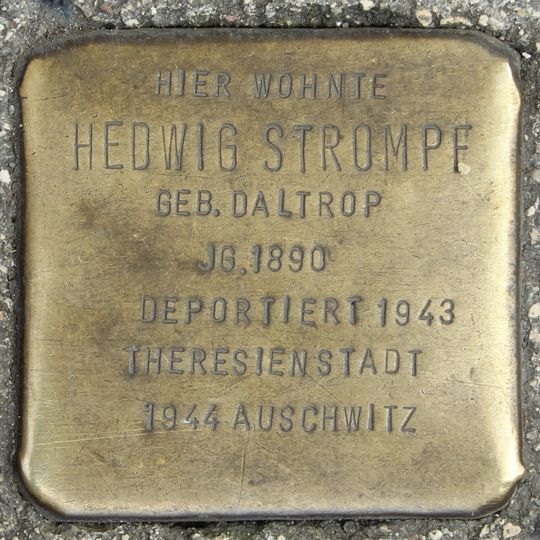 HIER WOHNTE
HEDWIG STROMPF
GEB. DALTROP
JG. 1890
DEPORTIERT 1943
THERESIENSTADT
1944 AUSCHWITZ